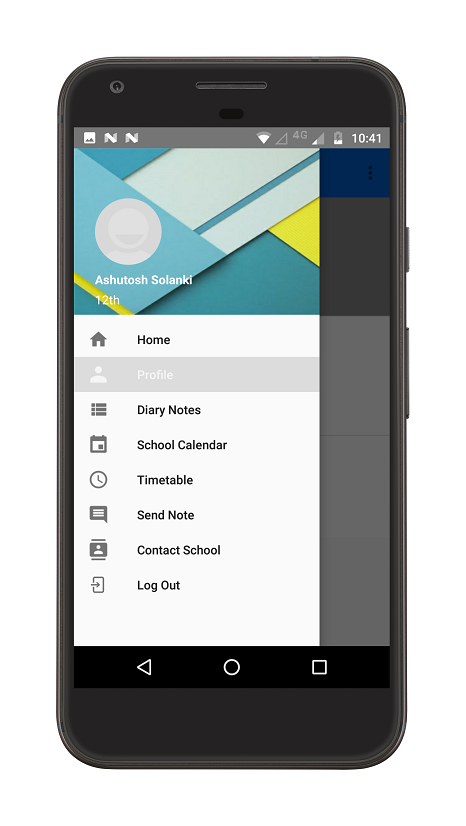 4G 10:41
Ashutosh Solanki
12th
Home
Profile
Diary Notes
School Calendar
Timetable
Send Note
Contact School
Log Out